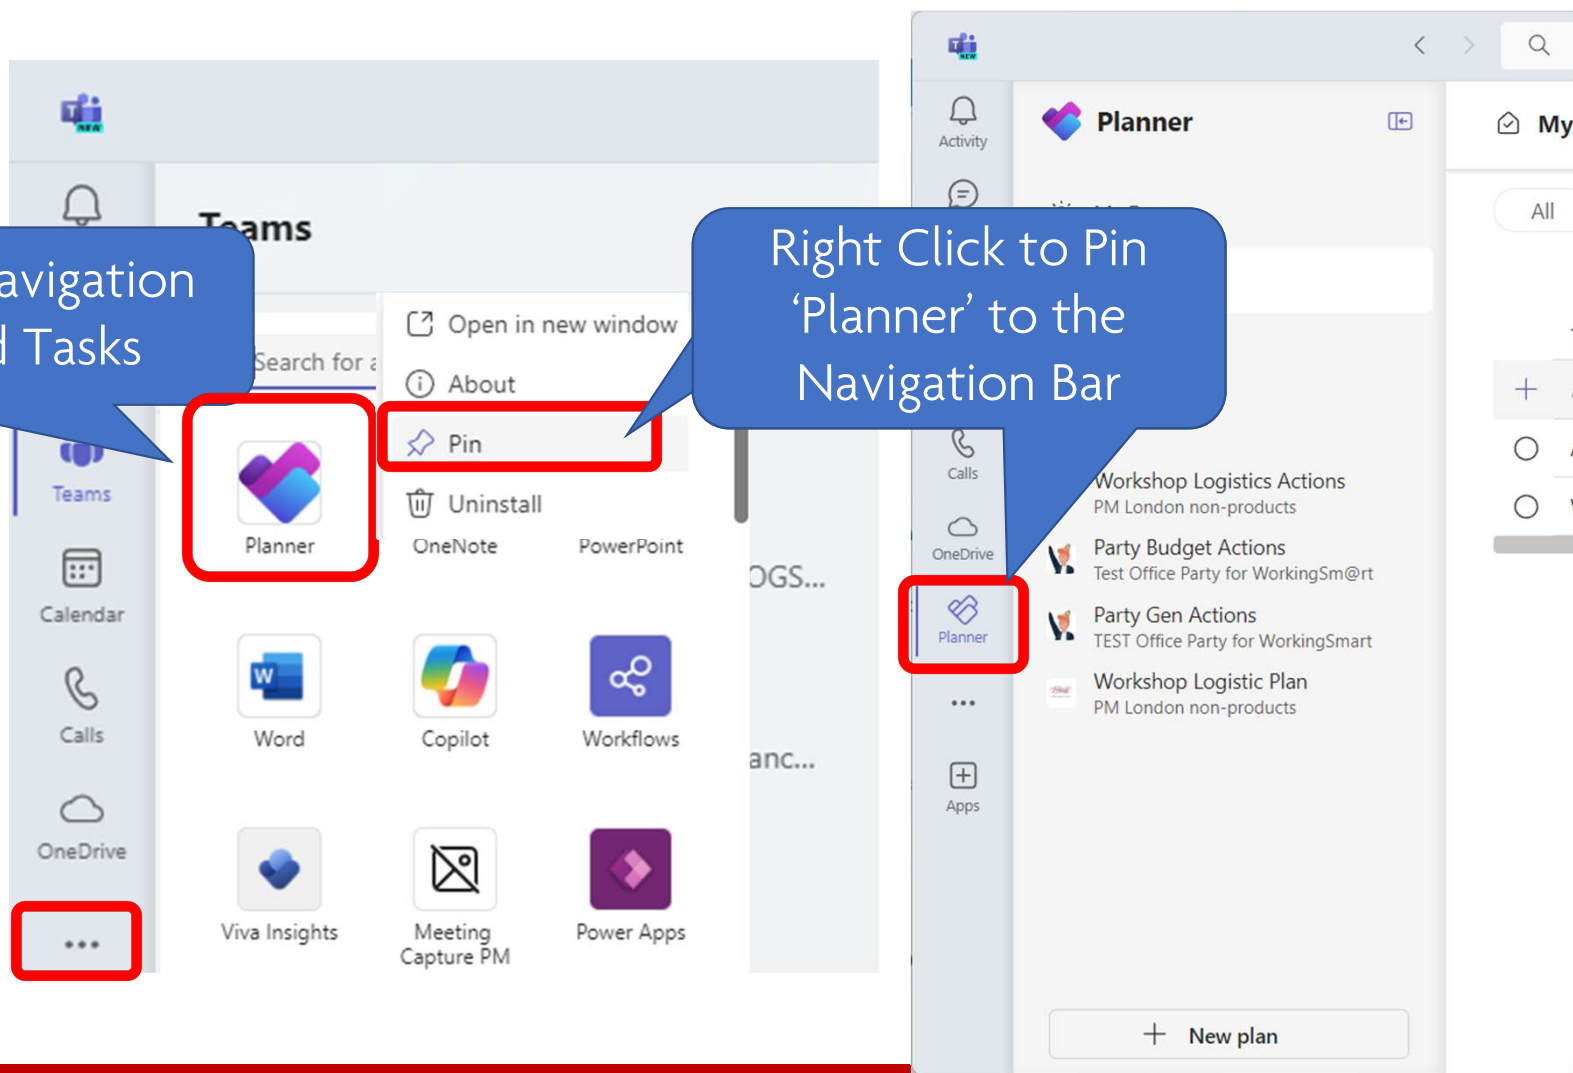 NEW
Teams
avigation
Tasks
Search for
Open in new window
About
Pin
Uninstall
Planner
OneNote
PowerPoint
Word
Copilot
Workflows
Viva Insights
Meeting
Capture PM
Power Apps
Teams
Calendar
Calls
OneDrive
OGS...
anc...
Right Click to Pin
‘Planner’ to the
Navigation Bar
NEW
Activity
Calls
OneDrive
Planner
Apps
Planner
Workshop Logistics Actions
PM London non-products
Party Budget Actions
Test Office Party for WorkingSm@rt
Party Gen Actions
TEST Office Party for WorkingSmart
Workshop Logistic Plan
PM London non-products
New plan
My
All